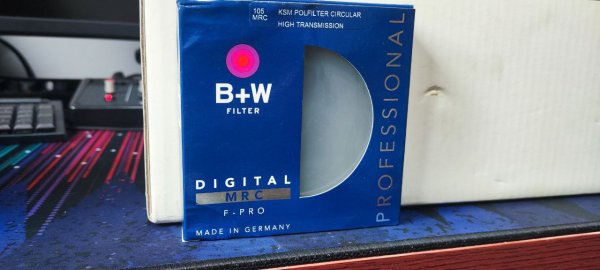 105 KSM POLFILTER CIRCULAR
MRC HIGH TRANSMISSION
B+W
FILTER
DIGITAL
MRC
F-PRO
MADE IN GERMANY
PROFESSIONAL